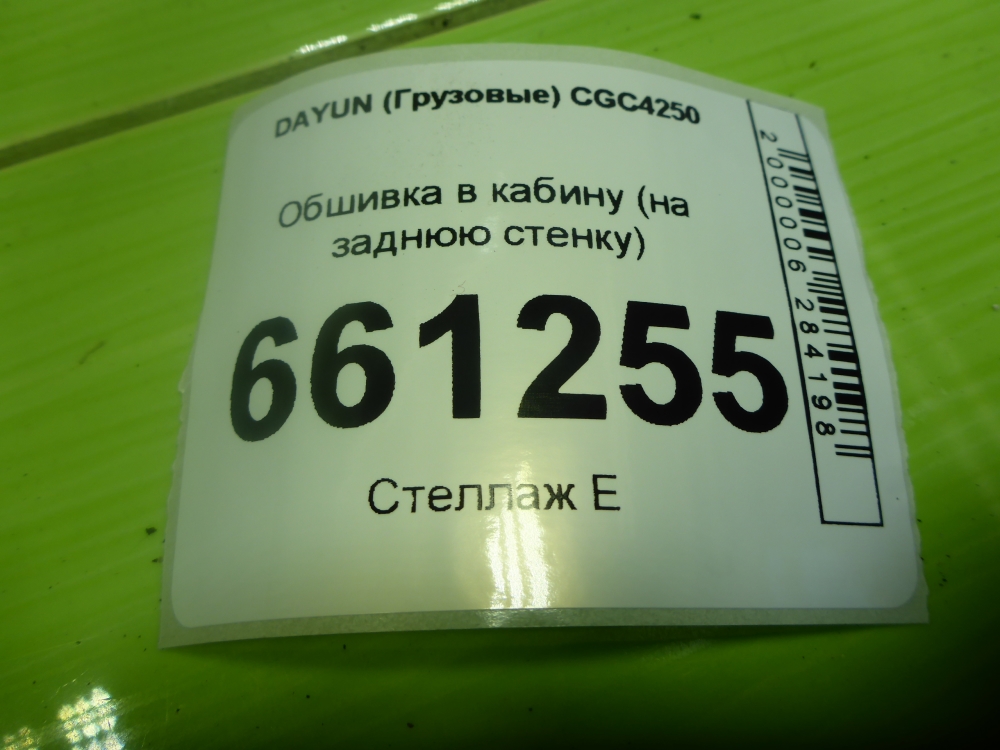 DAYUN (Грузовые) CGC4250
Обшивка в кабину (на
заднюю стенку)
661255
Стеллаж Е
2000006284198